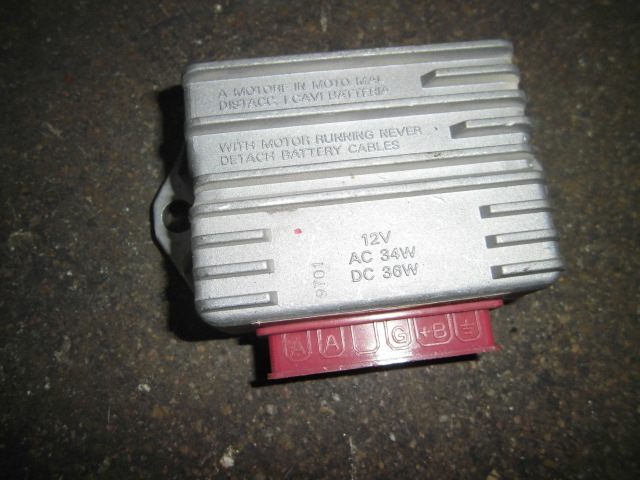 A MOTORE IN MOTO MAI
DISTACC. I CAVI BATTERIA
WITH MOTOR RUNNING NEVER
DETACH BATTERY CABLES
12V
AC 34W
DC 36W
9701
A A G +B